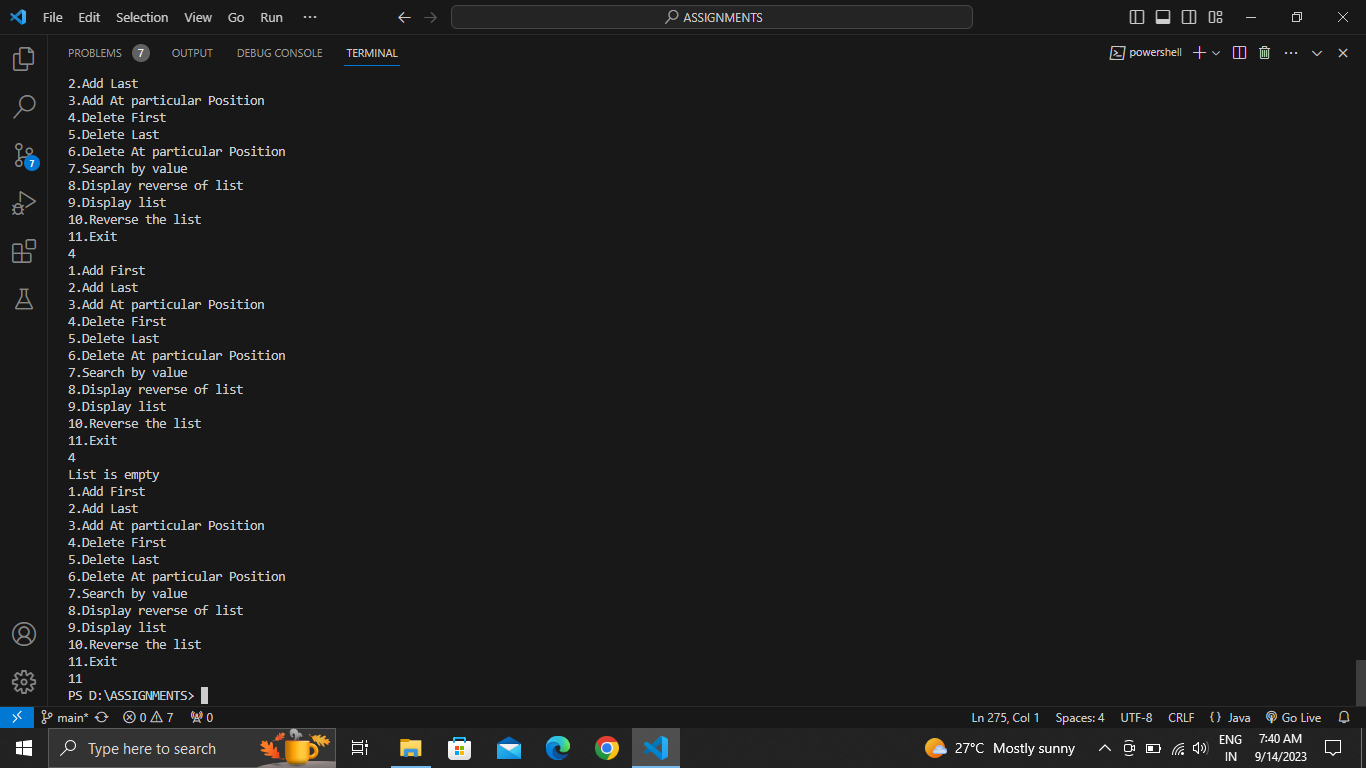 File Edit Selection View Go Run ... ASSIGNMENTS
PROBLEMS 7 OUTPUT DEBUG CONSOLE TERMINAL powershell
2.Add Last
3.Add At particular Position
4.Delete First
5.Delete Last
6.Delete At particular Position
7.Search by value
8.Display reverse of list
9.Display list
10.Reverse the list
11.Exit
4
1.Add First
2.Add Last
3.Add At particular Position
4.Delete First
5.Delete Last
6.Delete At particular Position
7.Search by value
8.Display reverse of list
9.Display list
10.Reverse the list
11.Exit
4
List is empty
1.Add First
2.Add Last
3.Add At particular Position
4.Delete First
5.Delete Last
6.Delete At particular Position
7.Search by value
8.Display reverse of list
9.Display list
10.Reverse the list
11.Exit
11
PS D:\ASSIGNMENTS>
7
main* 0 7 0 Ln 275, Col 1 Spaces: 4 UTF-8 CRLF {} Java Go Live
Type here to search 27°C Mostly sunny ENG IN 7:40 AM 9/14/2023